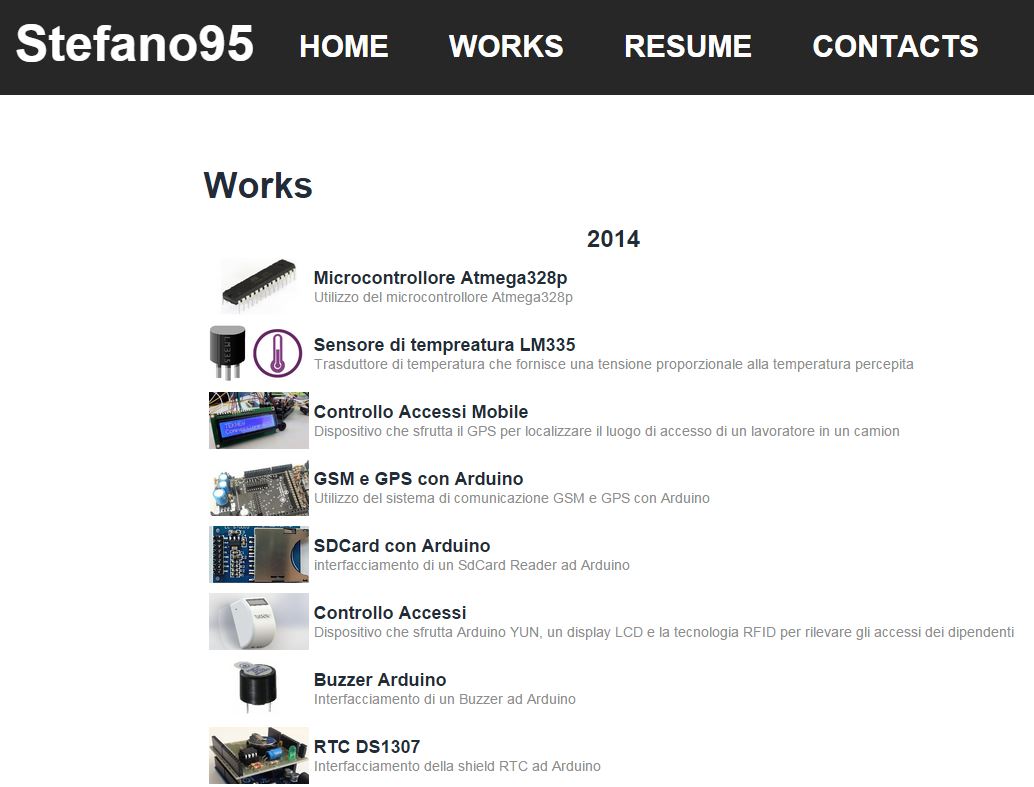 Stefano95 HOME WORKS RESUME CONTACTS
Works
2014
Microcontrollore Atmega328p
Utilizzo del microcontrollore Atmega328p
LM335
Sensore di tempreatura LM335
Trasduttore di temperatura che fornisce una tensione proporzionale alla temperatura percepita
Controllo Accessi Mobile
Dispositivo che sfrutta il GPS per localizzare il luogo di accesso di un lavoratore in un camion
GSM e GPS con Arduino
Utilizzo del sistema di comunicazione GSM e GPS con Arduino
SDCard con Arduino
interfacciamento di un SdCard Reader ad Arduino
Controllo Accessi
Dispositivo che sfrutta Arduino YUN, un display LCD e la tecnologia RFID per rilevare gli accessi dei dipendenti
Buzzer Arduino
Interfacciamento di un Buzzer ad Arduino
RTC DS1307
Interfacciamento della shield RTC ad Arduino